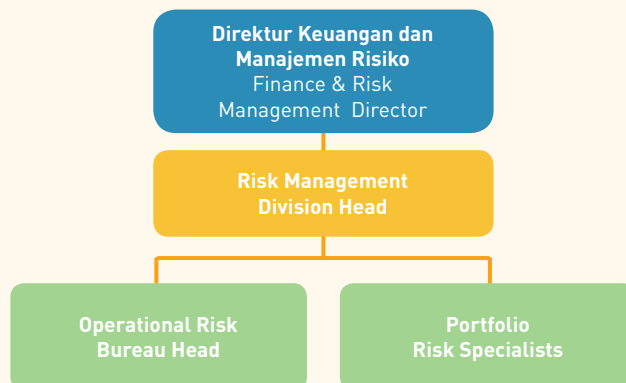 Direktur Keuangan dan
Manajemen Risiko
Finance & Risk
Management Director
Risk Management
Division Head
Operational Risk
Bureau Head
Portfolio
Risk Specialists